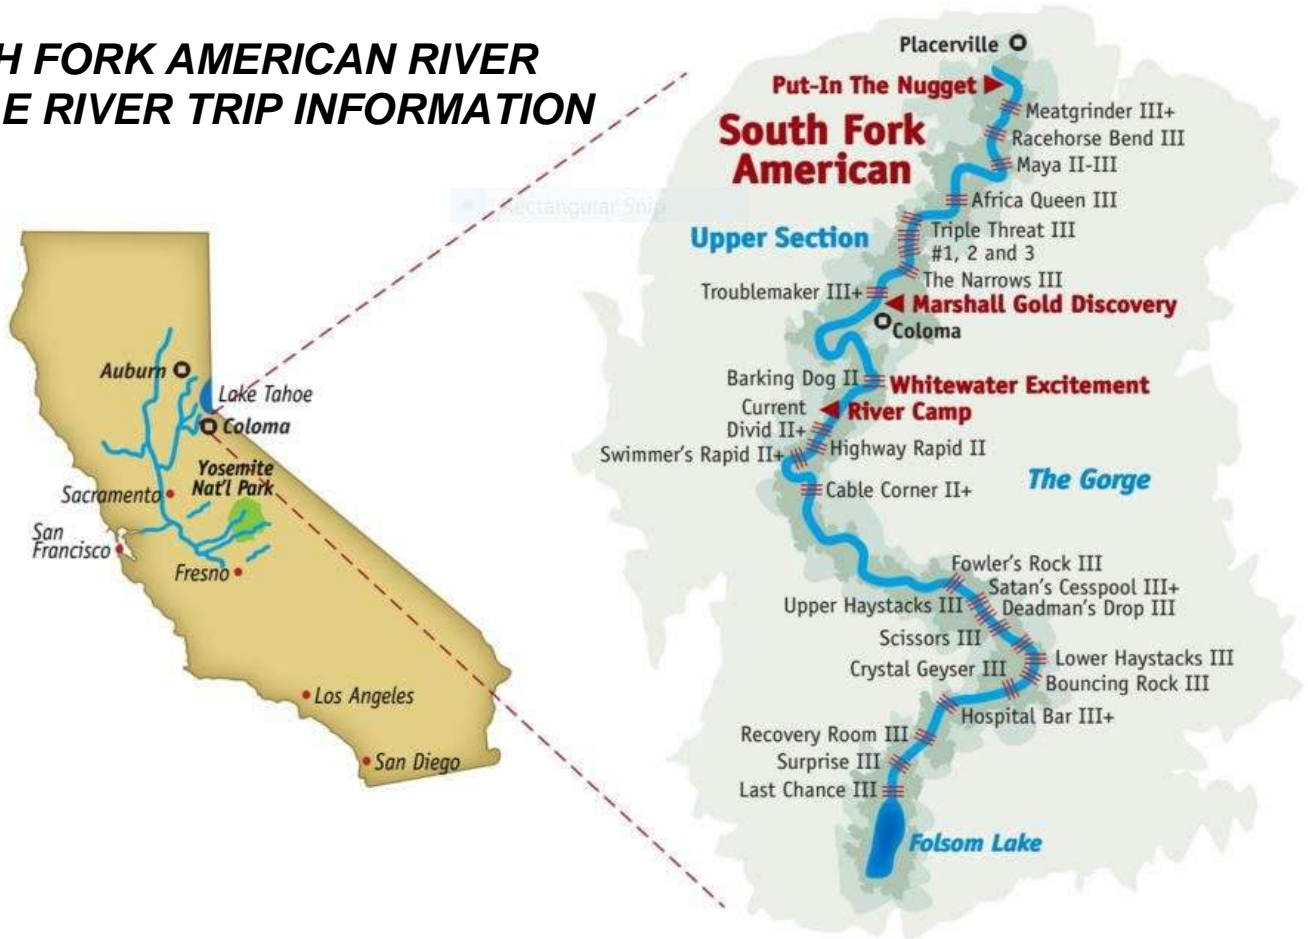 H FORK AMERICAN RIVER
E RIVER TRIP INFORMATION
Rectangular Snip
Auburn
Lake Tahoe
Coloma
Yosemite
Nat'l Park
Sacramento
San
Francisco
Fresno
Los Angeles
San Diego
Placerville
Put-In The Nugget
South Fork
American
Meatgrinder III+
Racehorse Bend III
Maya II-III
Africa Queen III
Upper Section
Triple Threat III
#1, 2 and 3
The Narrows III
Troublemaker III+
Marshall Gold Discovery
Coloma
Barking Dog II
Whitewater Excitement
River Camp
Current
Divid II+
Highway Rapid II
Swimmer's Rapid II+
The Gorge
Cable Corner II+
Fowler's Rock III
Satan's Cesspool III+
Upper Haystacks III
Deadman's Drop III
Scissors III
Lower Haystacks III
Crystal Geyser III
Bouncing Rock III
Hospital Bar III+
Recovery Room III
Surprise III
Last Chance III
Folsom Lake